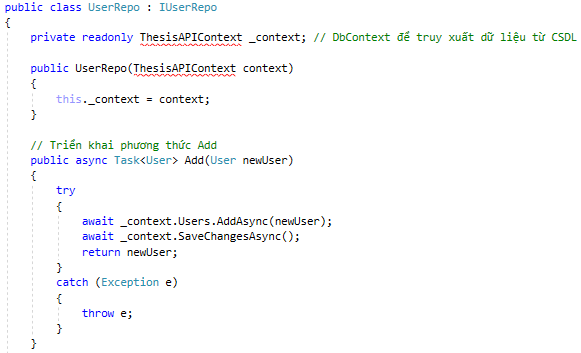 public class UserRepo : IUserRepo
{
    private readonly ThesisAPIContext _context; // DbContext để truy xuất dữ liệu từ CSDL
    public UserRepo(ThesisAPIContext context)
    {
        this._context = context;
    }
    // Triển khai phương thức Add
    public async Task<User> Add(User newUser)
    {
        try
        {
            await _context.Users.AddAsync(newUser);
            await _context.SaveChangesAsync();
            return newUser;
        }
        catch (Exception e)
        {
            throw e;
        }
    }